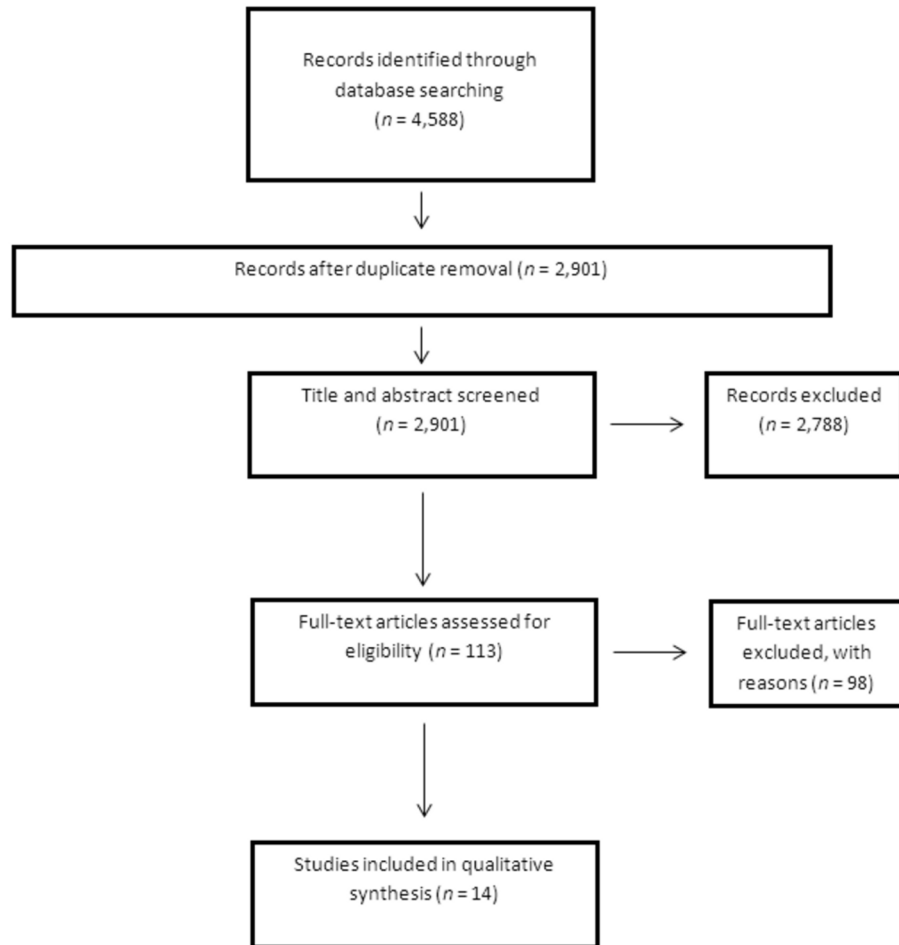 Records identified through
database searching
(n = 4,588)
Records after duplicate removal (n = 2,901)
Title and abstract screened
(n = 2,901)
Records excluded
(n = 2,788)
Full-text articles assessed for
eligibility (n = 113)
Full-text articles
excluded, with
reasons (n = 98)
Studies included in qualitative
synthesis (n = 14)